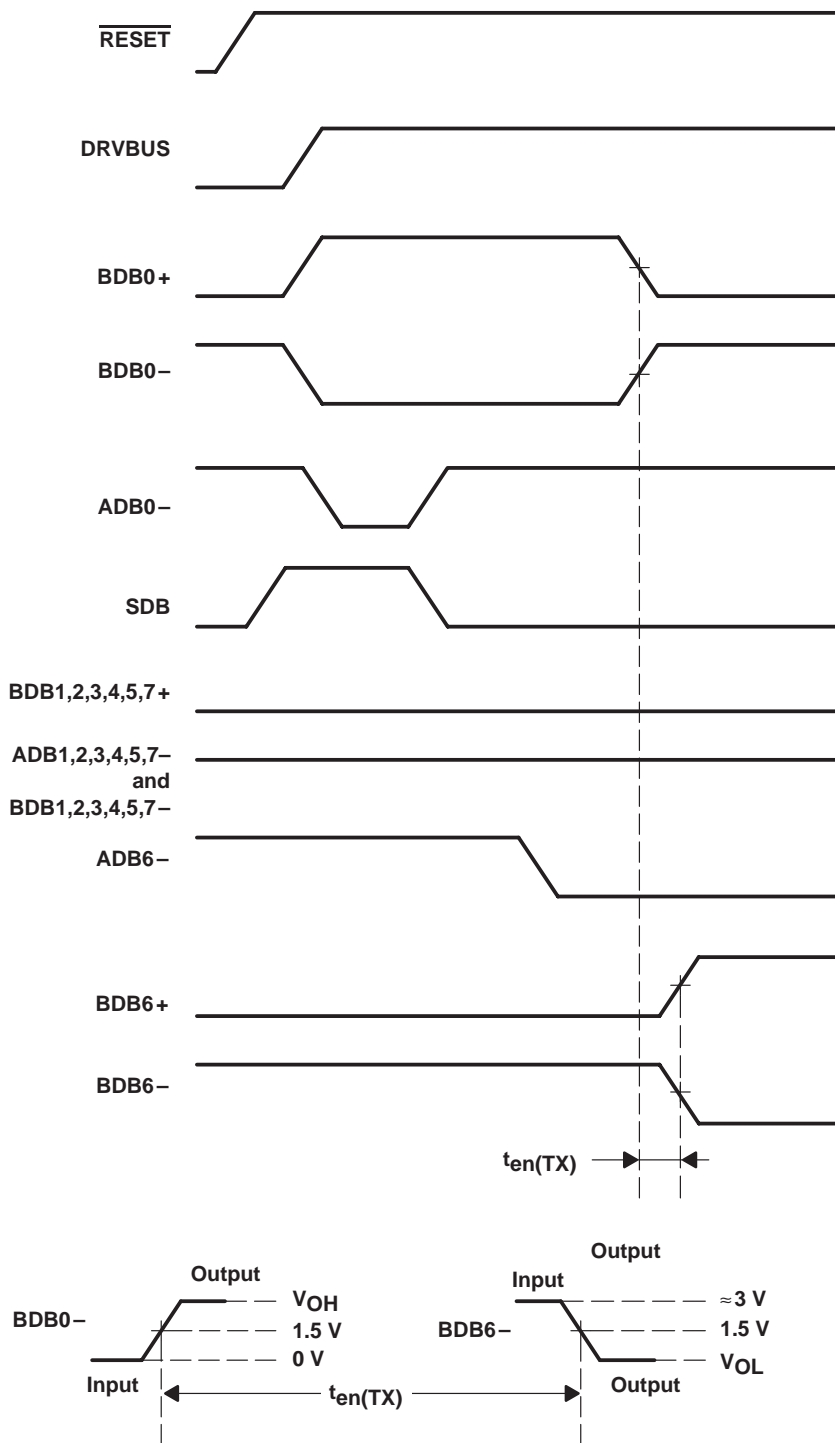 RESET
DRVBUS
BDB0+
BDB0–
ADB0–
SDB
BDB1,2,3,4,5,7+
ADB1,2,3,4,5,7–
and
BDB1,2,3,4,5,7–
ADB6–
BDB6+
BDB6–
ten(TX)
Output
Output
Input
BDB0–
VOH
1.5 V
0 V
BDB6–
≈3 V
1.5 V
VOL
Input
ten(TX)
Output